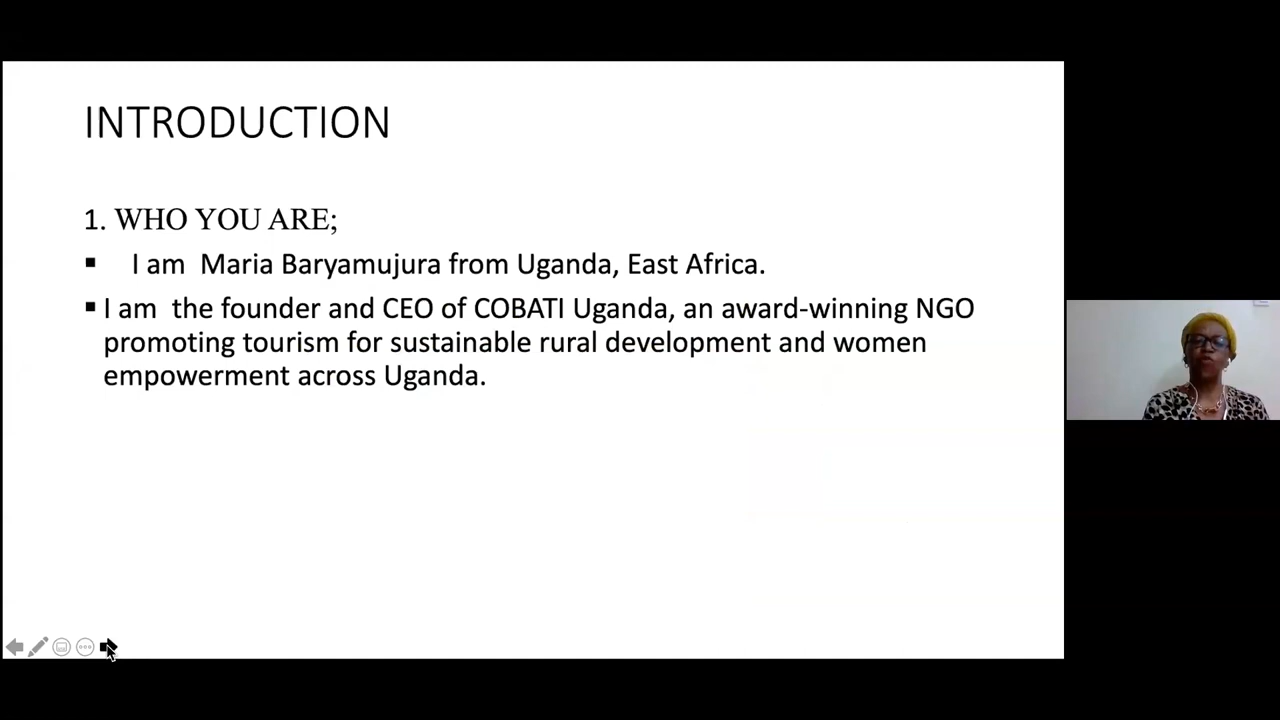 INTRODUCTION
1. WHO YOU ARE;
▪ I am Maria Baryamujura from Uganda, East Africa.
▪ I am the founder and CEO of COBATI Uganda, an award-winning NGO
promoting tourism for sustainable rural development and women
empowerment across Uganda.